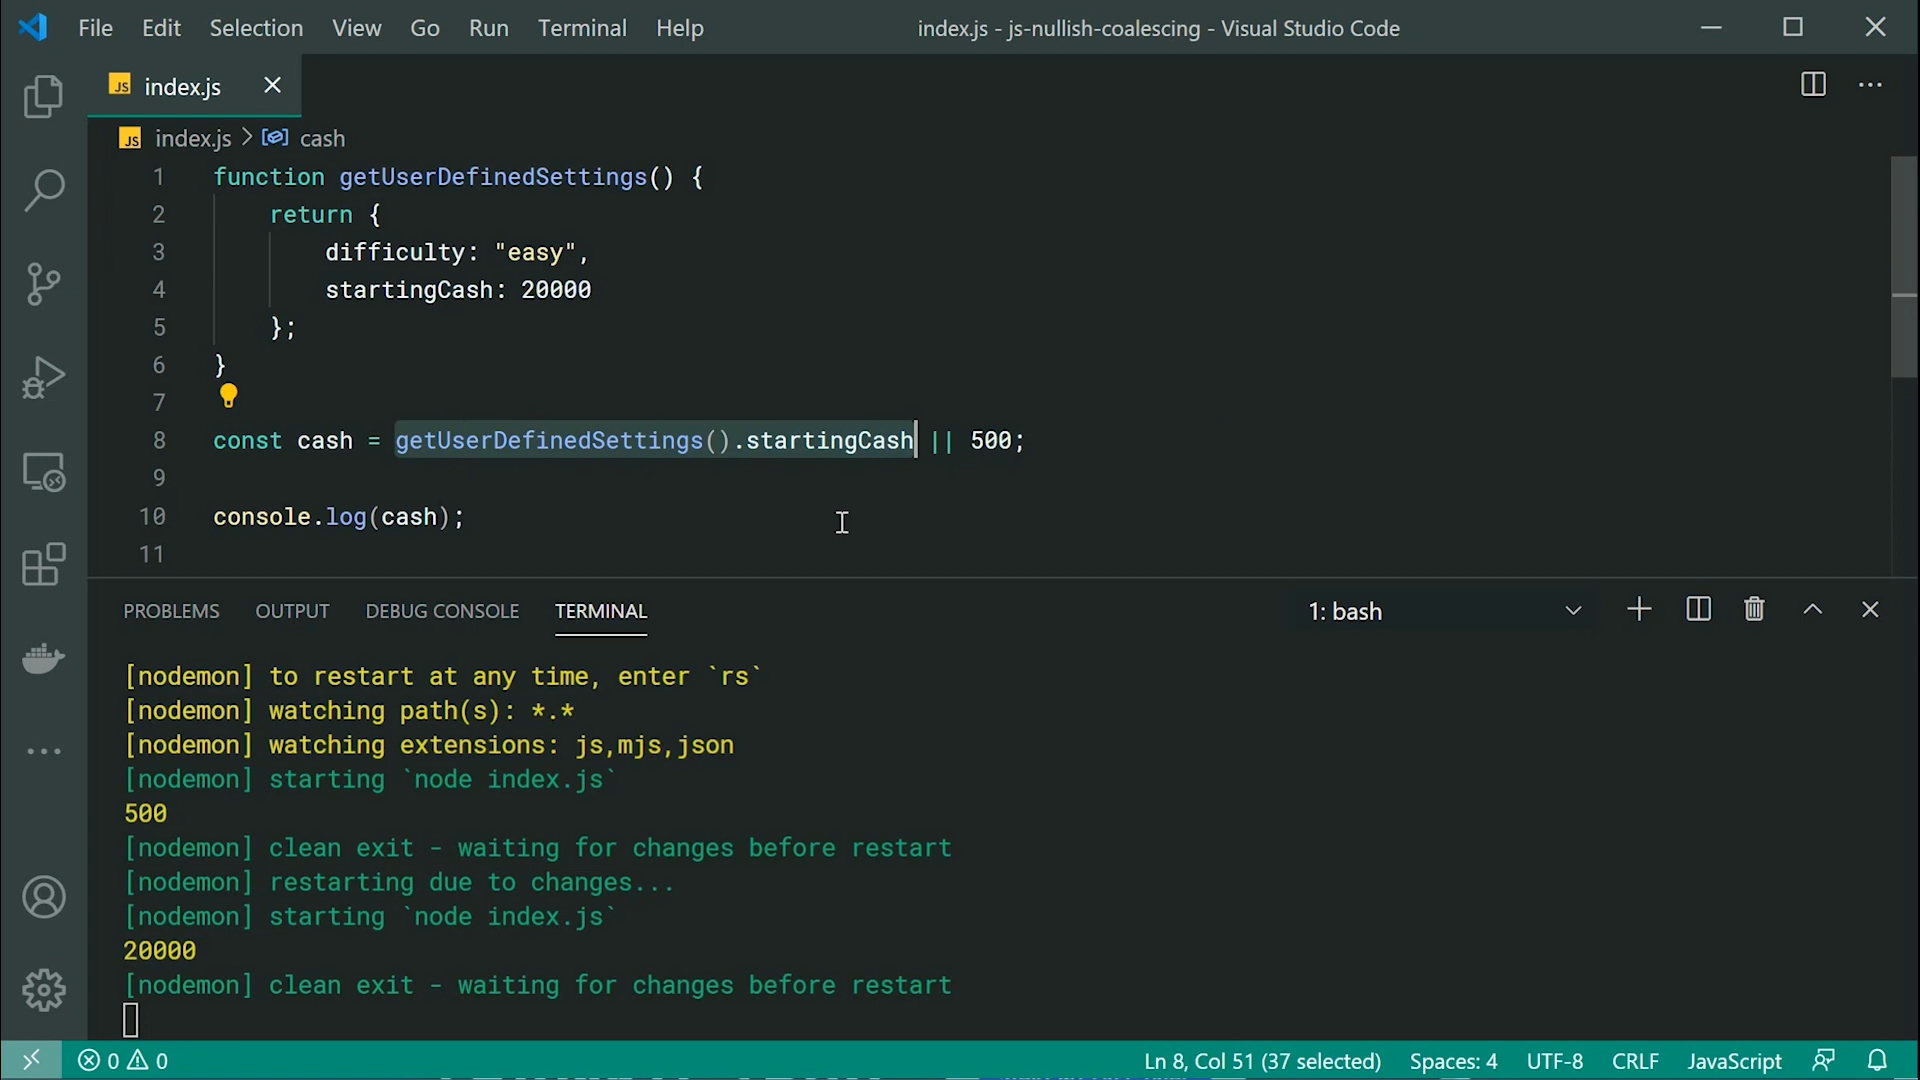 File Edit Selection View Go Run Terminal Help index.js - js-nullish-coalescing - Visual Studio Code
JS index.js
JS index.js > cash
1 function getUserDefinedSettings() {
2 return {
3 difficulty: "easy",
4 startingCash: 20000
5 };
6 }
7
8 const cash = getUserDefinedSettings().startingCash || 500;
9
10 console.log(cash);
11
PROBLEMS OUTPUT DEBUG CONSOLE TERMINAL 1: bash
[nodemon] to restart at any time, enter `rs`
[nodemon] watching path(s): *.*
[nodemon] watching extensions: js,mjs,json
[nodemon] starting `node index.js`
500
[nodemon] clean exit - waiting for changes before restart
[nodemon] restarting due to changes...
[nodemon] starting `node index.js`
20000
[nodemon] clean exit - waiting for changes before restart
0 0 Ln 8, Col 51 (37 selected) Spaces: 4 UTF-8 CRLF JavaScript